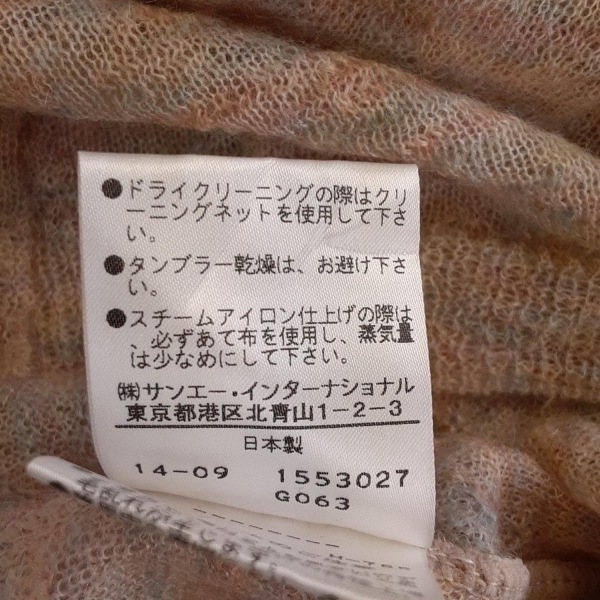 ●ドライクリーニングの際はクリ
ーニングネットを使用して下さ
い。
●タンブラー乾燥は、お避け下さ
い。
●スチームアイロン仕上げの際は
、必ずあて布を使用し、蒸気量
は少なめにして下さい。
㈱サンエー・インターナショナル
東京都港区北青山1-2-3
日本製
14-09 1553027
G063